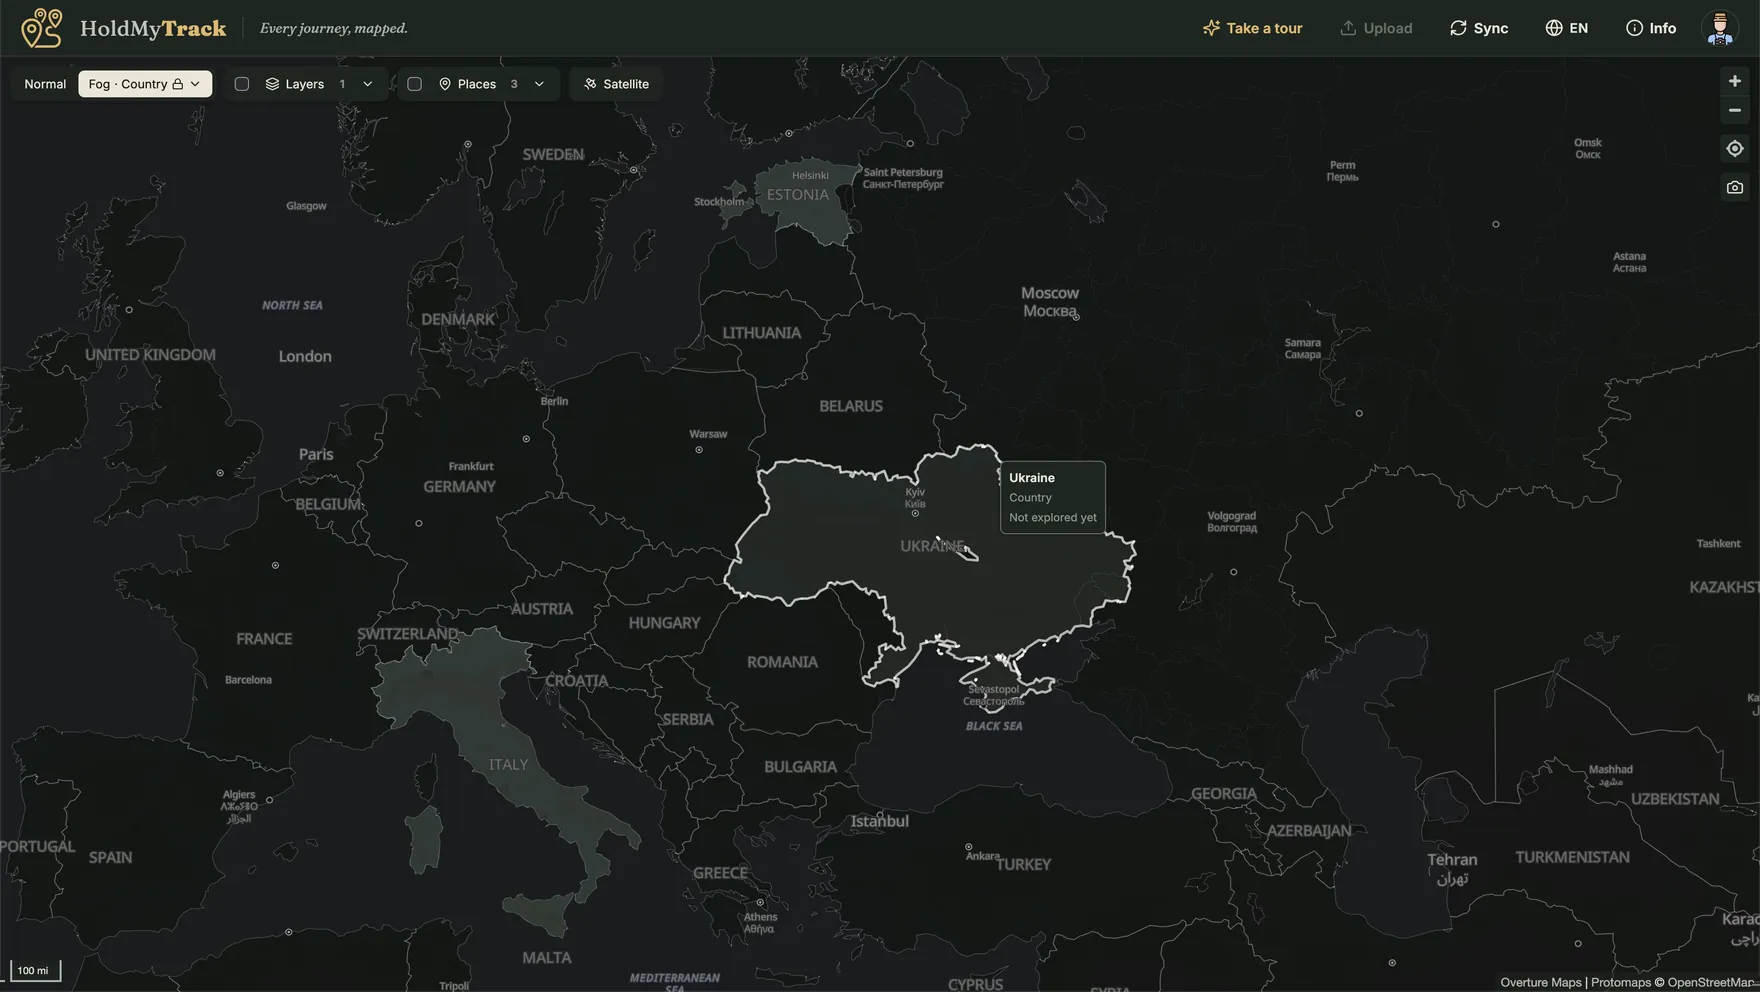 HoldMyTrack
Every journey, mapped.
Take a tour
Upload
Sync
EN
Info
Normal
Fog · Country
Layers 1
Places 3
Satellite
SWEDEN
Helsinki
ESTONIA
Stockholm
Saint Petersburg
Санкт-Петербург
Perm
Пермь
Omsk
Омск
Glasgow
Astana
Астана
NORTH SEA
Moscow
Москва
DENMARK
LITHUANIA
UNITED KINGDOM
London
Samara
Самара
Berlin
BELARUS
Warsaw
Paris
Frankfurt
GERMANY
BELGIUM
Kyiv
Київ
Ukraine
Country
Not explored yet
Volgograd
Волгоград
UKRAINE
Tashkent
KAZAKHST
AUSTRIA
HUNGARY
FRANCE
SWITZERLAND
ROMANIA
Barcelona
CROATIA
Sevastopol
Севастополь
SERBIA
BLACK SEA
ITALY
BULGARIA
Mashhad
مشهد
Algiers
الجزائر
GEORGIA
UZBEKISTAN
Istanbul
AZERBAIJAN
PORTUGAL
SPAIN
Ankara
TURKEY
Tehran
تهران
TURKMENISTAN
GREECE
Athens
Αθήνα
Karac
MALTA
100 mi
MEDITERRANEAN
SEA
Tripoli
CYPRUS
Overture Maps | Protomaps © OpenStreetMap